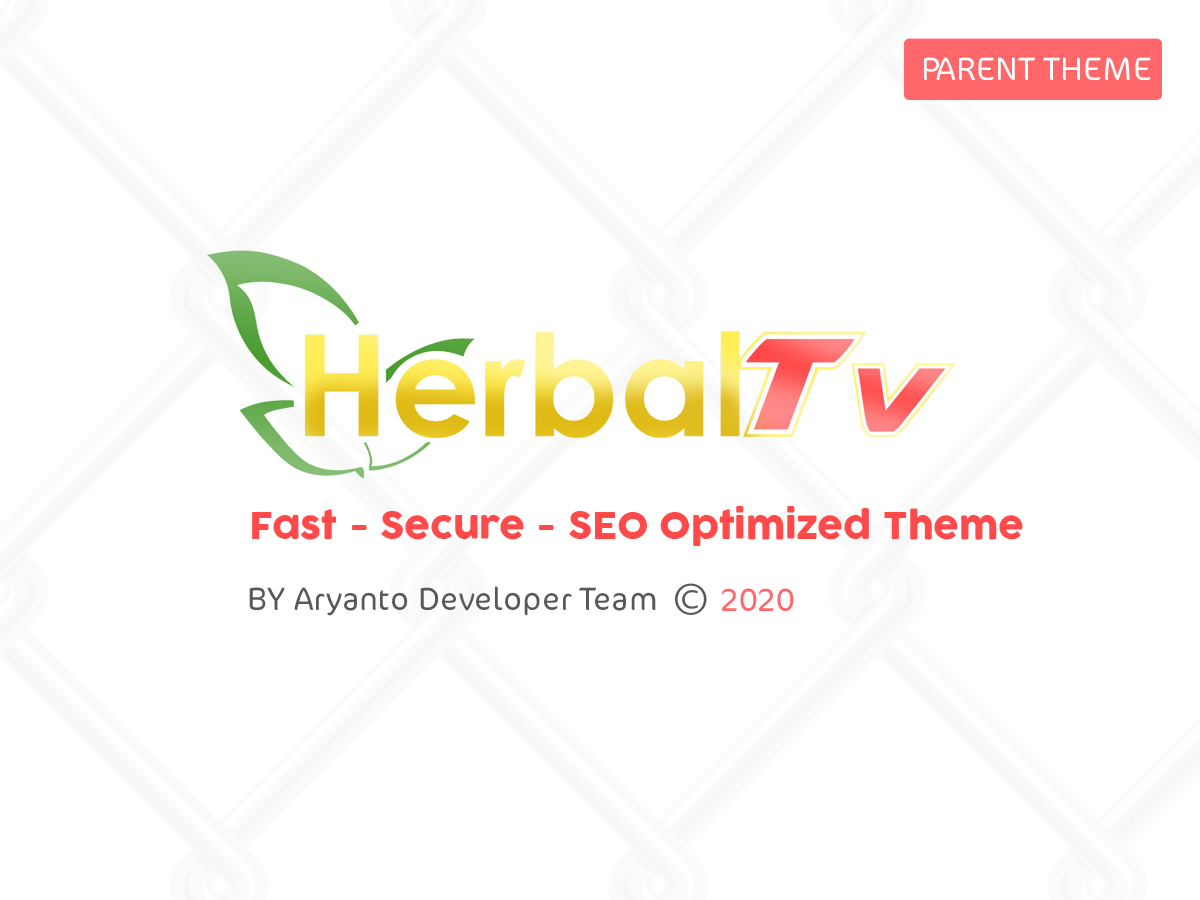 PARENT THEME
HerbalTv
Fast - Secure - SEO Optimized Theme
BY Aryanto Developer Team © 2020